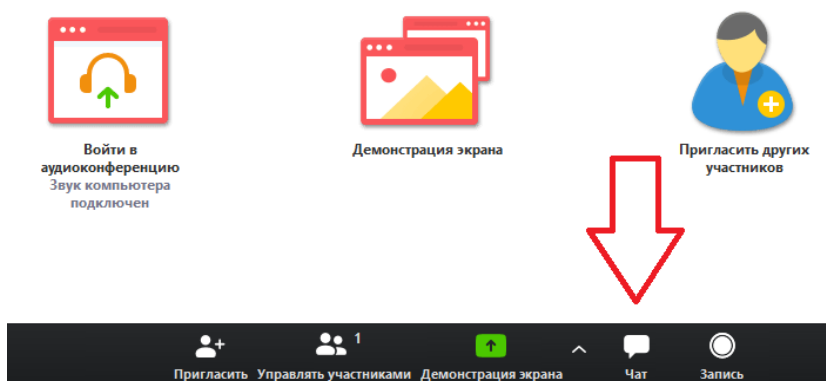 Войти в
аудиоконференцию
Звук компьютера
подключен
Демонстрация экрана
Пригласить других
участников
1
Пригласить Управлять участниками Демонстрация экрана Чат Запись